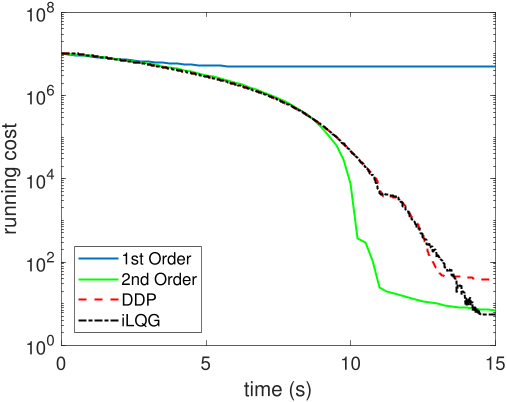 10^8
10^6
10^4
10^2
10^0
running cost
1st Order
2nd Order
DDP
iLQG
0
5
10
15
time (s)